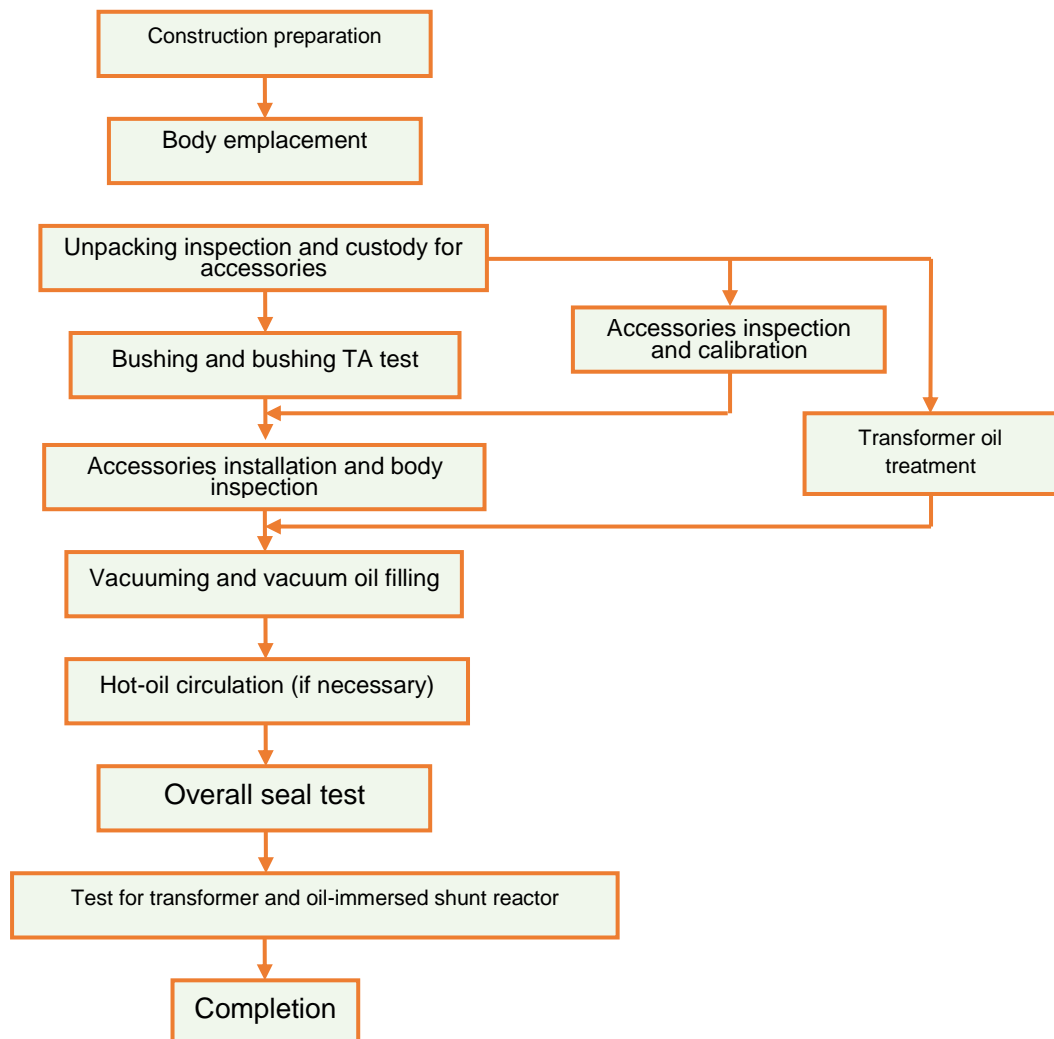 Construction preparation
Body emplacement
Unpacking inspection and custody for
accessories
Accessories inspection
and calibration
Bushing and bushing TA test
Transformer oil
treatment
Accessories installation and body
inspection
Vacuuming and vacuum oil filling
Hot-oil circulation (if necessary)
Overall seal test
Test for transformer and oil-immersed shunt reactor
Completion